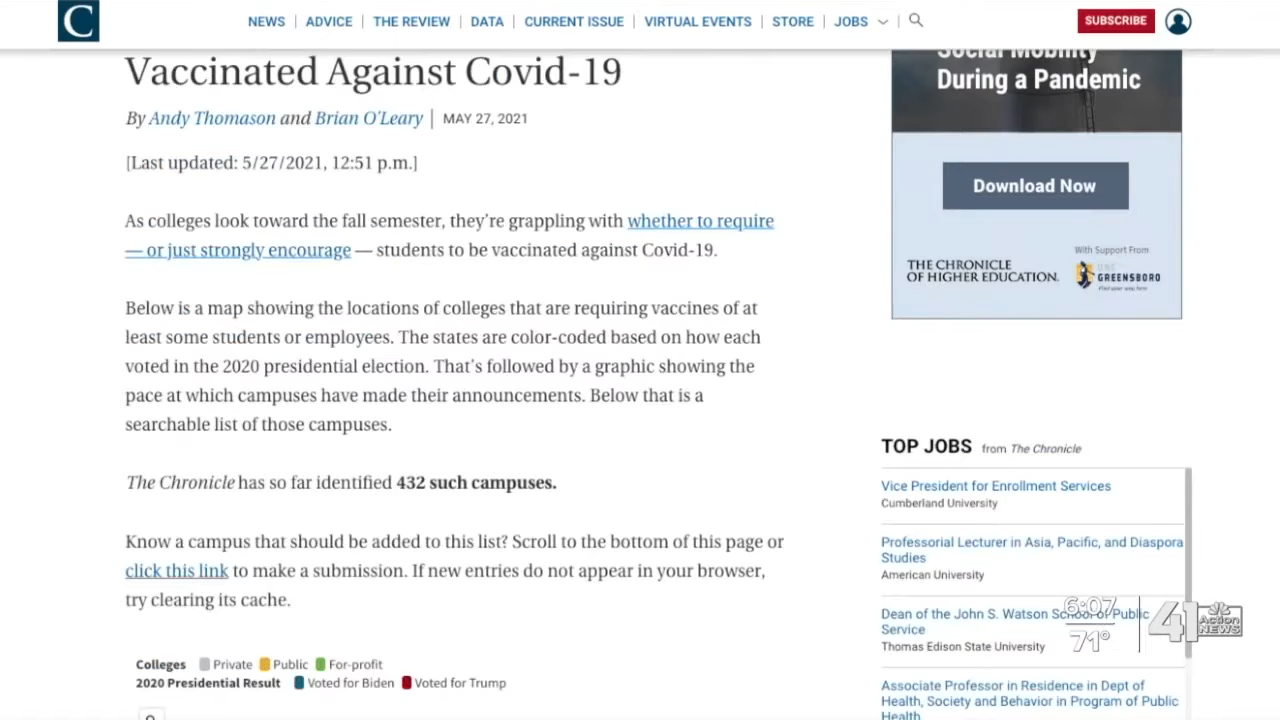 C
NEWS | ADVICE | THE REVIEW | DATA | CURRENT ISSUE | VIRTUAL EVENTS | STORE | JOBS
SUBSCRIBE
Vaccinated Against Covid-19
By Andy Thomason and Brian O'Leary | MAY 27, 2021
[Last updated: 5/27/2021, 12:51 p.m.]
As colleges look toward the fall semester, they're grappling with whether to require
— or just strongly encourage — students to be vaccinated against Covid-19.
Below is a map showing the locations of colleges that are requiring vaccines of at
least some students or employees. The states are color-coded based on how each
voted in the 2020 presidential election. That's followed by a graphic showing the
pace at which campuses have made their announcements. Below that is a
searchable list of those campuses.
The Chronicle has so far identified 432 such campuses.
Know a campus that should be added to this list? Scroll to the bottom of this page or
click this link to make a submission. If new entries do not appear in your browser,
try clearing its cache.
Colleges Private Public For-profit
2020 Presidential Result Voted for Biden Voted for Trump
Social Mobility
During a Pandemic
Download Now
With Support From
THE CHRONICLE
OF HIGHER EDUCATION.
UNC
GREENSBORO
TOP JOBS from The Chronicle
Vice President for Enrollment Services
Cumberland University
Professorial Lecturer in Asia, Pacific, and Diaspora
Studies
American University
Dean of the John S. Watson School of Public
Service
Thomas Edison State University
Associate Professor in Residence in Dept of
Health, Society and Behavior in Program of Public
Health
6:07
71°
41
Action
NEWS